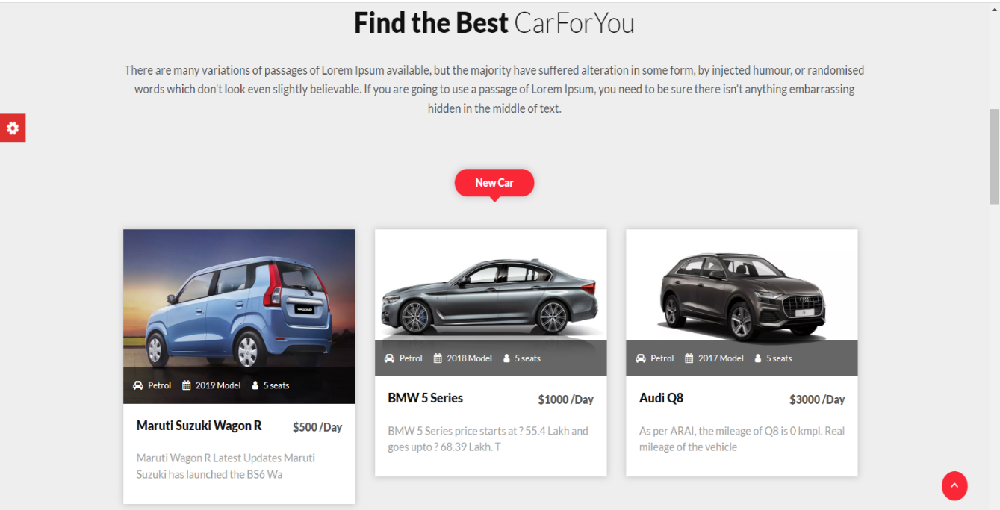 Find the Best CarForYou
There are many variations of passages of Lorem Ipsum available, but the majority have suffered alteration in some form, by injected humour, or randomised
words which don't look even slightly believable. If you are going to use a passage of Lorem Ipsum, you need to be sure there isn't anything embarrassing
hidden in the middle of text.
New Car
WAGONR
Petrol 2019 Model 5 seats
Maruti Suzuki Wagon R $500 /Day
Maruti Wagon R Latest Updates Maruti
Suzuki has launched the BS6 Wa
Petrol 2018 Model 5 seats
BMW 5 Series $1000 /Day
BMW 5 Series price starts at ? 55.4 Lakh and
goes upto ? 68.39 Lakh. T
Petrol 2017 Model 5 seats
Audi Q8 $3000 /Day
As per ARAI, the mileage of Q8 is 0 kmpl. Real
mileage of the vehicle